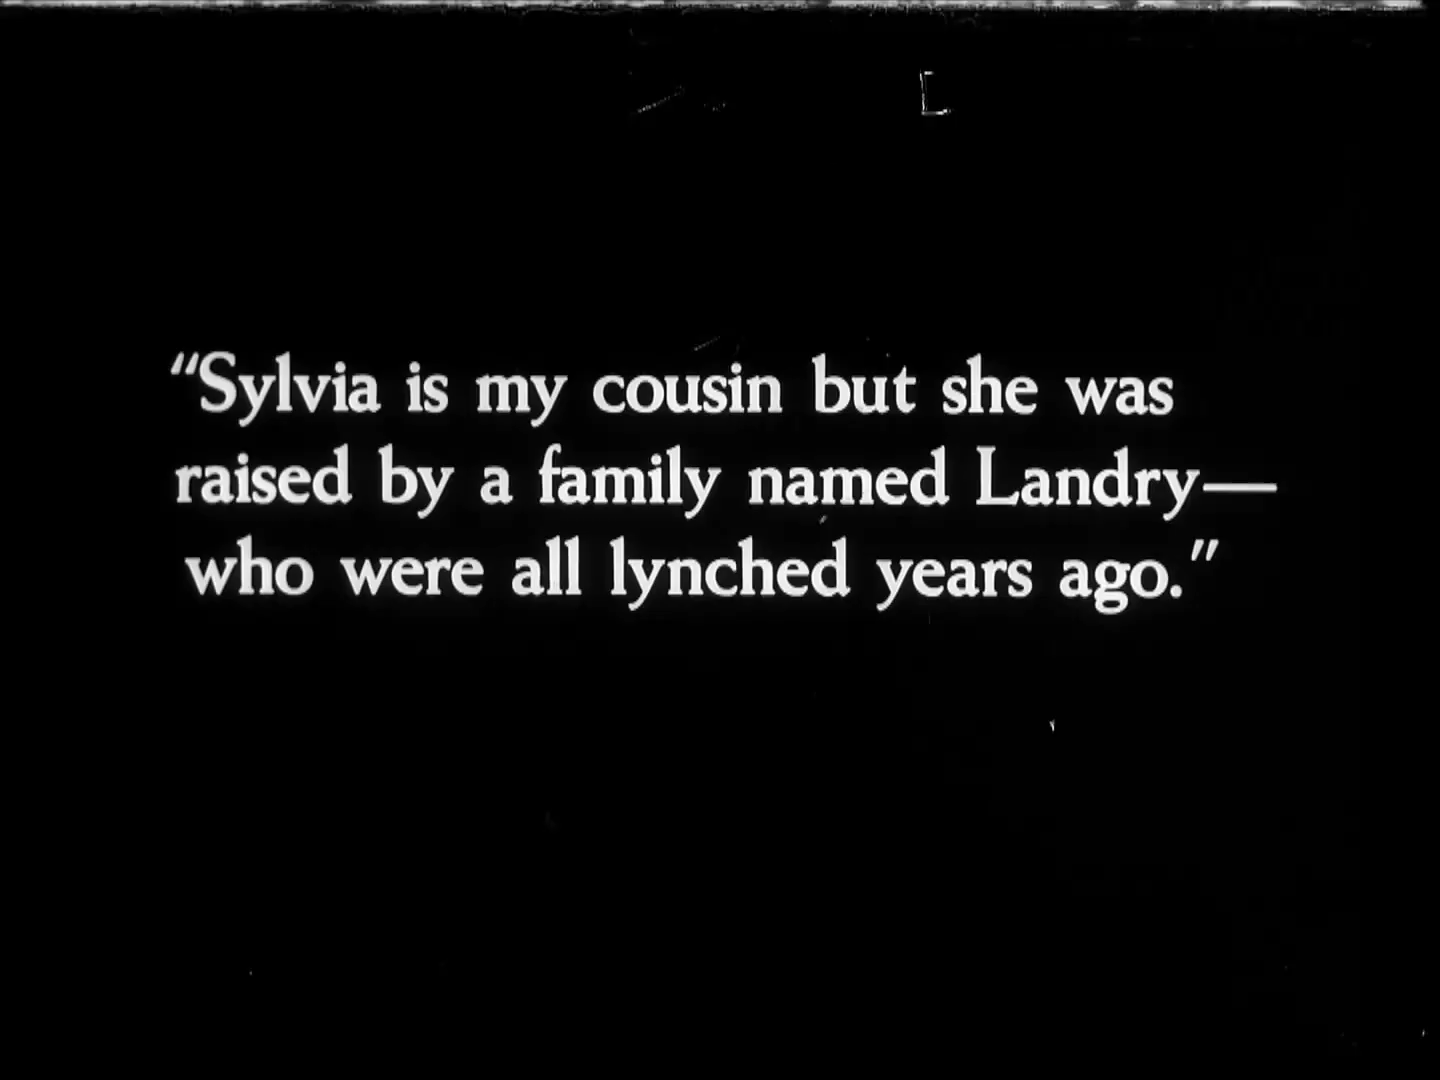 “Sylvia is my cousin but she was
raised by a family named Landry—
who were all lynched years ago.”